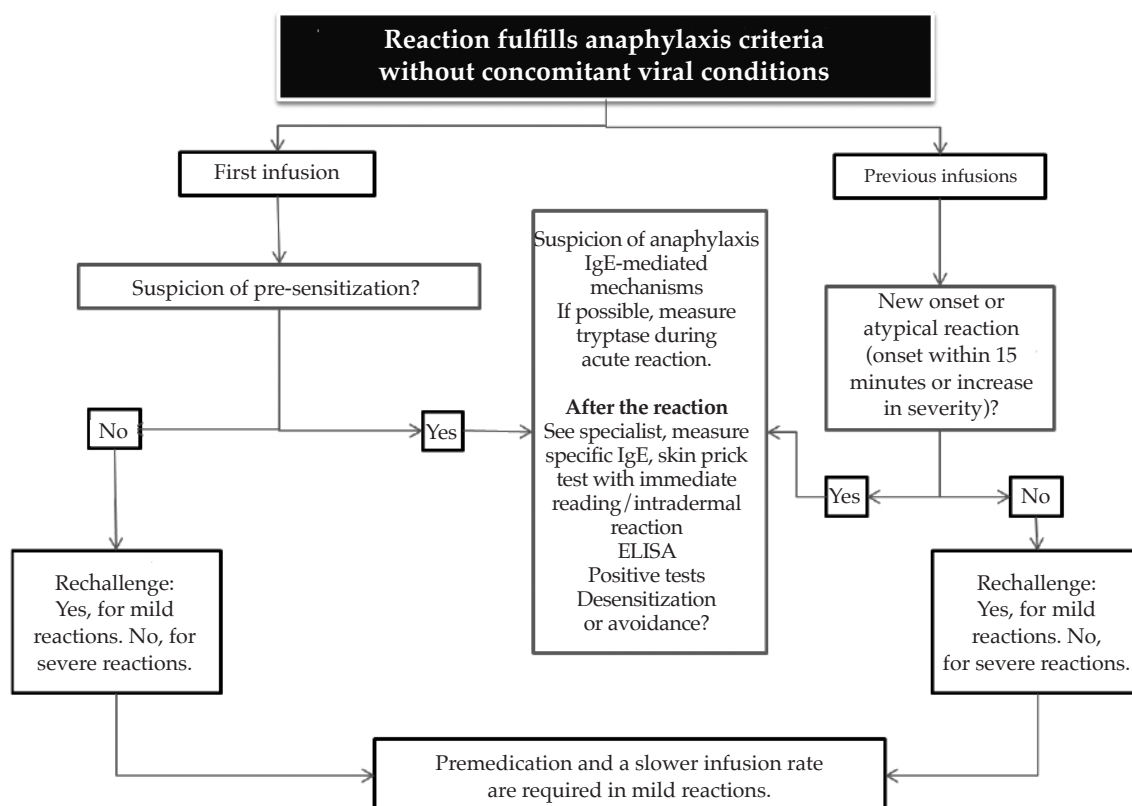 Reaction fulfills anaphylaxis criteria
without concomitant viral conditions
First infusion
Previous infusions
Suspicion of pre-sensitization?
Suspicion of anaphylaxis
IgE-mediated
mechanisms
If possible, measure
tryptase during
acute reaction.
After the reaction
See specialist, measure
specific IgE, skin prick
test with immediate
reading/intradermal
reaction
ELISA
Positive tests
Desensitization
or avoidance?
New onset or
atypical reaction
(onset within 15
minutes or increase
in severity)?
No
Yes
Yes
No
Rechallenge:
Yes, for mild
reactions. No, for
severe reactions.
Rechallenge:
Yes, for mild
reactions. No,
for severe reactions.
Premedication and a slower infusion rate
are required in mild reactions.